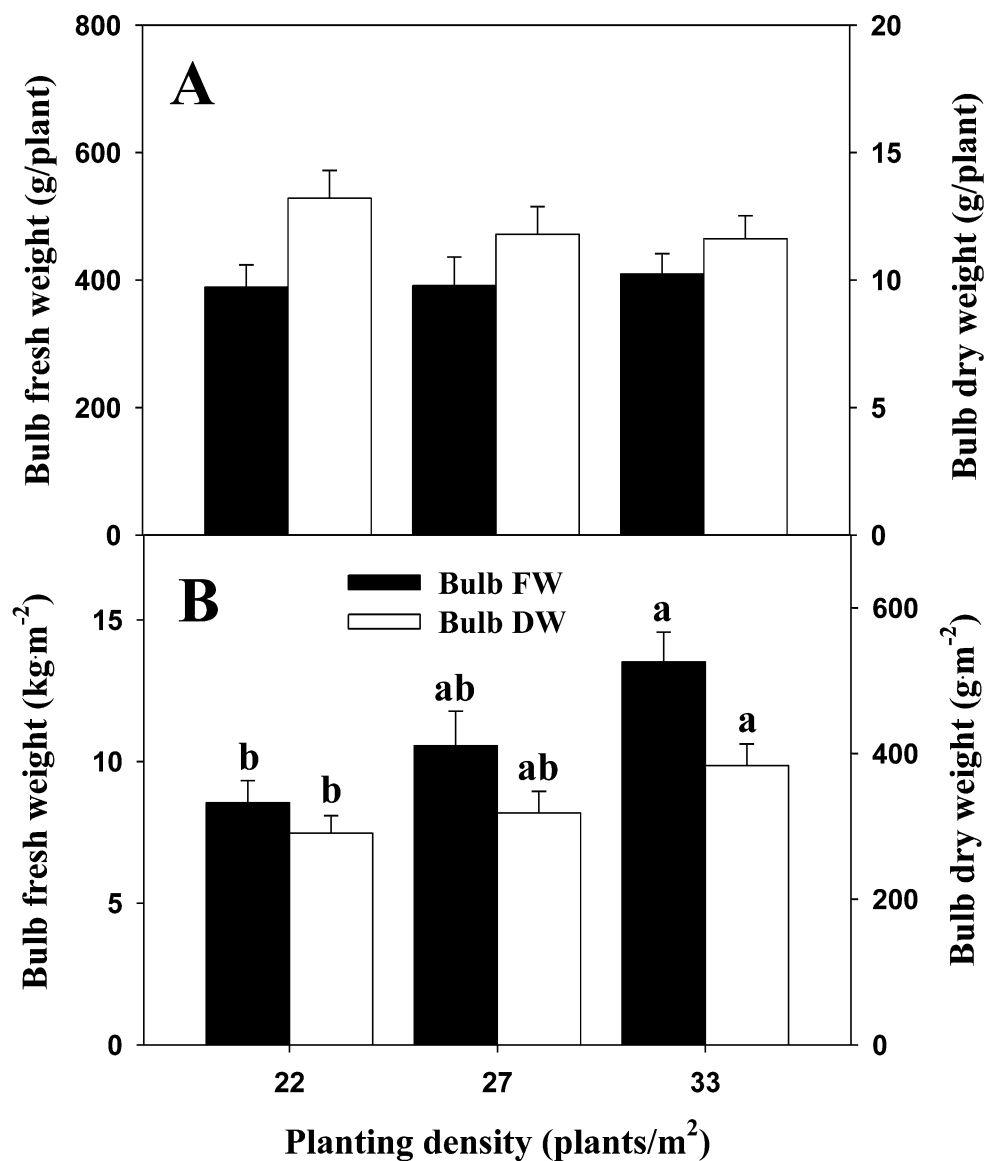 A
Bulb fresh weight (g/plant)
800
600
400
200
0
20
15
10
5
0
Bulb dry weight (g/plant)
B
Bulb FW
Bulb DW
Bulb fresh weight (kg·m⁻²)
15
10
5
0
b
b
ab
ab
a
a
600
400
200
0
Bulb dry weight (g·m⁻²)
22
27
33
Planting density (plants/m²)